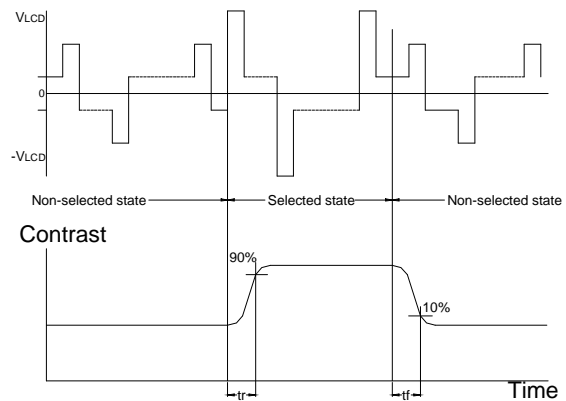 VLCD
0
-VLCD
Non-selected state
Selected state
Non-selected state
Contrast
90%
10%
tr
tf
Time